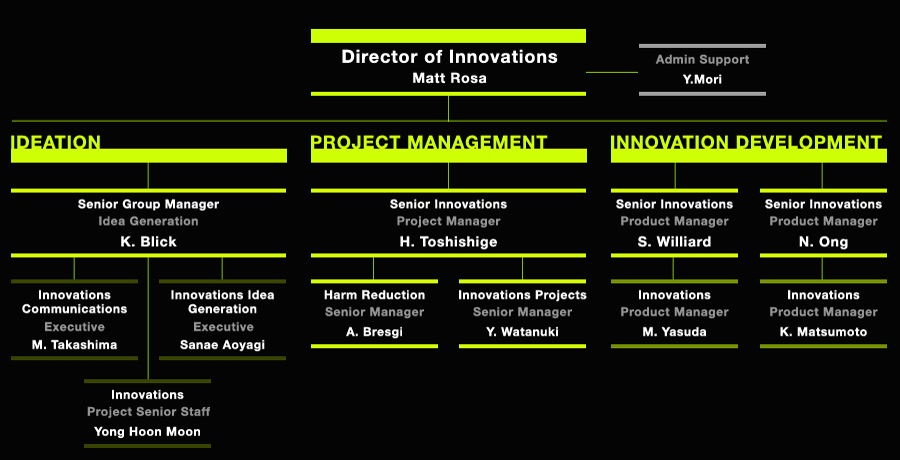 Director of Innovations
Matt Rosa
Admin Support
Y.Mori
IDEATION
Senior Group Manager
Idea Generation
K. Blick
Innovations
Communications
Executive
M. Takashima
Innovations Idea
Generation
Executive
Sanae Aoyagi
Innovations
Project Senior Staff
Yong Hoon Moon
PROJECT MANAGEMENT
Senior Innovations
Project Manager
H. Toshishige
Harm Reduction
Senior Manager
A. Bresgi
Innovations Projects
Senior Manager
Y. Watanuki
INNOVATION DEVELOPMENT
Senior Innovations
Product Manager
S. Williard
Innovations
Product Manager
M. Yasuda
Senior Innovations
Product Manager
N. Ong
Innovations
Product Manager
K. Matsumoto